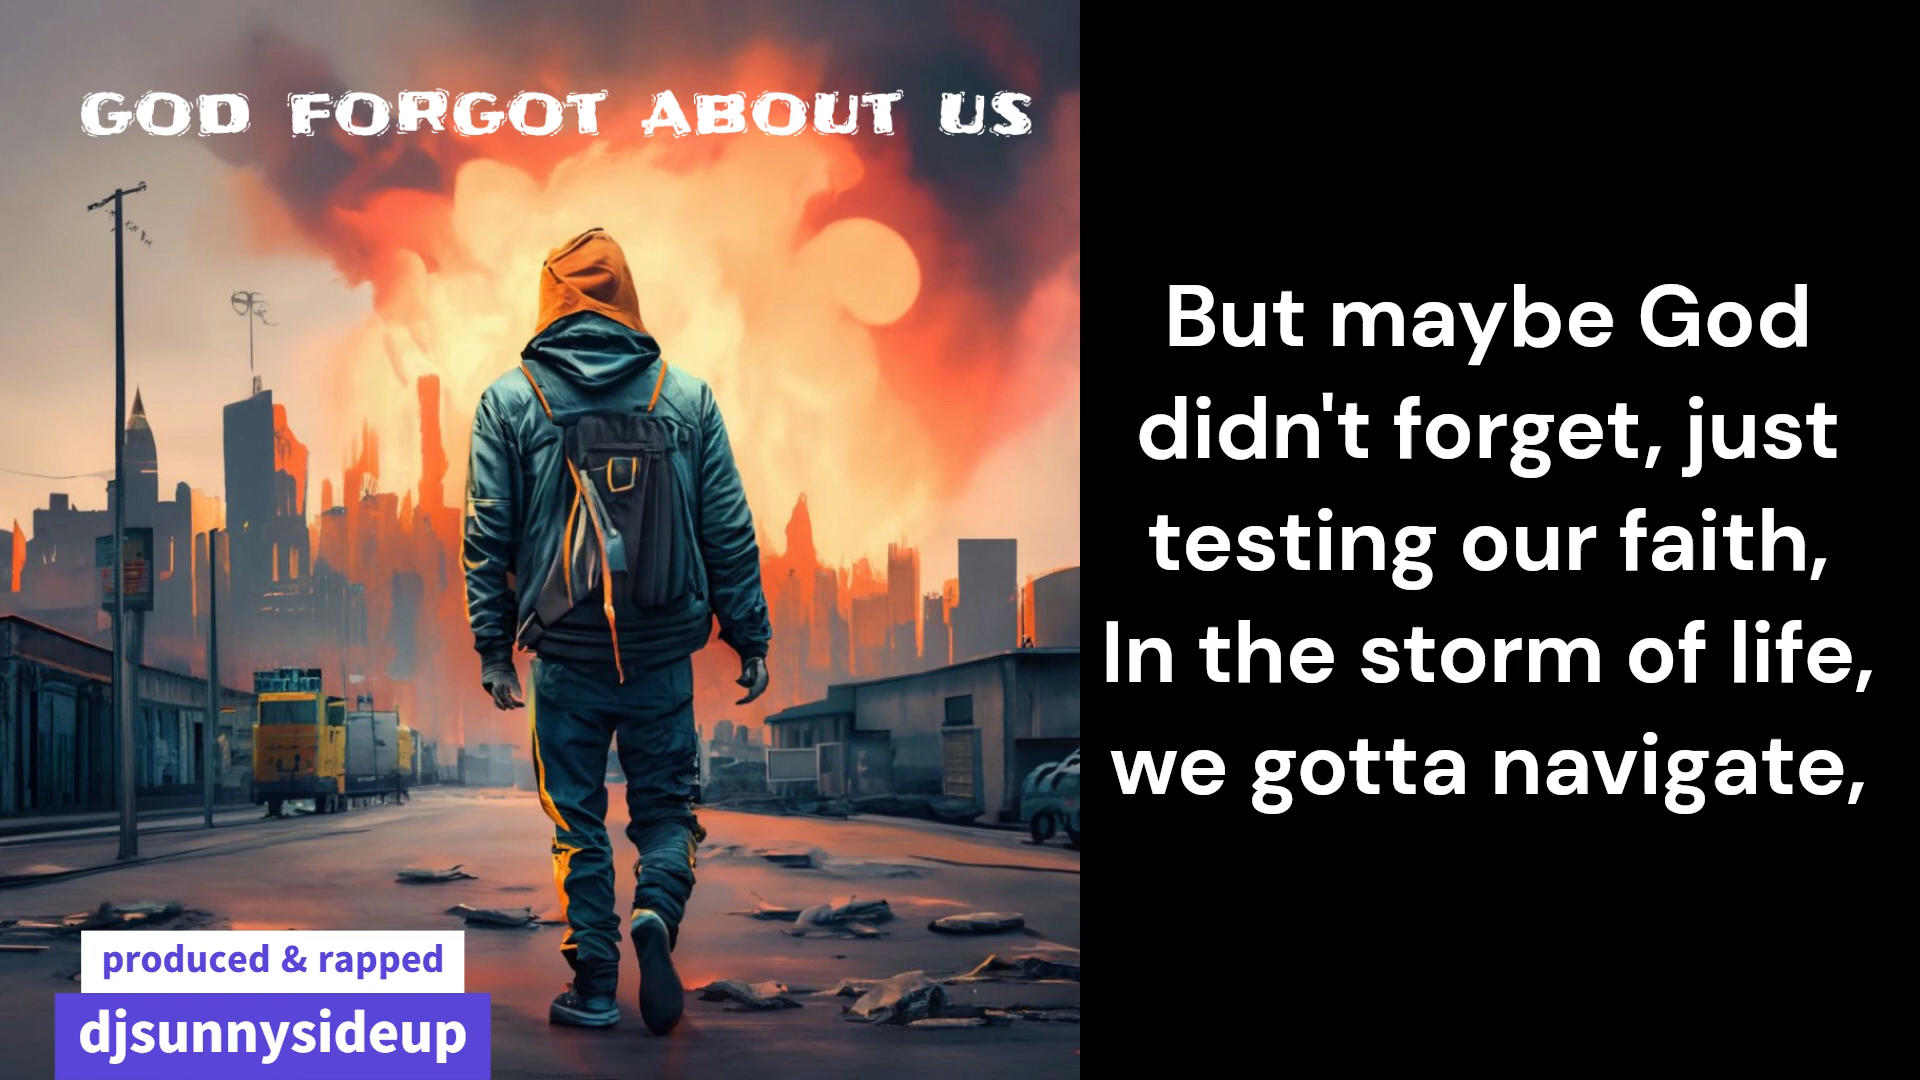 GOD FORGOT ABOUT US
produced & rapped
djsunnysideup
But maybe God
didn't forget, just
testing our faith,
In the storm of life,
we gotta navigate,